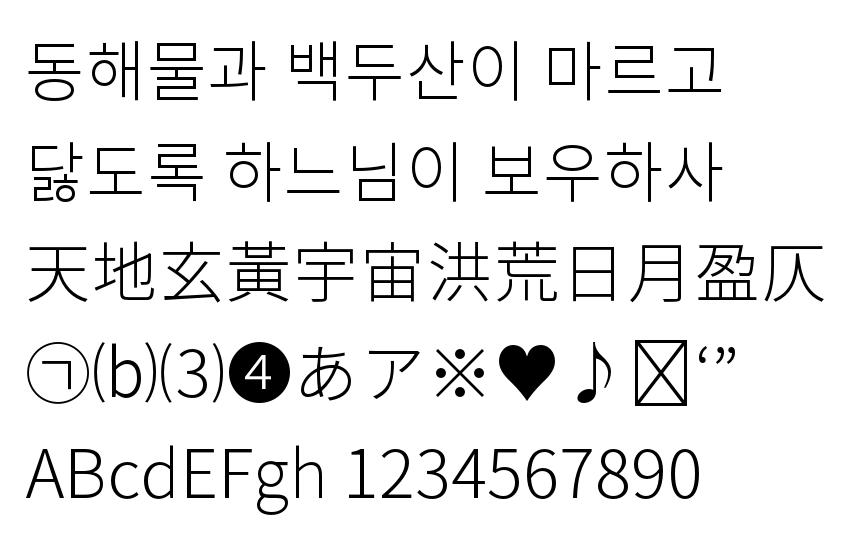 동해물과 백두산이 마르고
닳도록 하느님이 보우하사
天地玄黃宇宙洪荒日月盈仄
㉠⒝⑶❹あア※♥♪‘”
ABcdEFgh 1234567890